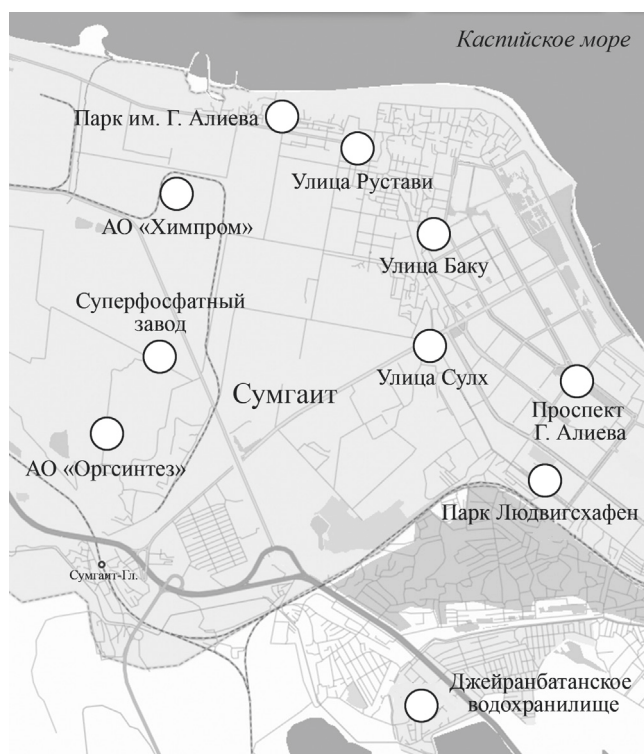 Каспийское море
Парк им. Г. Алиева
Улица Рустави
АО «Химпром»
Улица Баку
Суперфосфатный
завод
Улица Сулх
Сумгаит
Проспект
Г. Алиева
АО «Оргсинтез»
Парк Людвигсхафен
Сумгаит-Гл.
Джейранбатанское
водохранилище